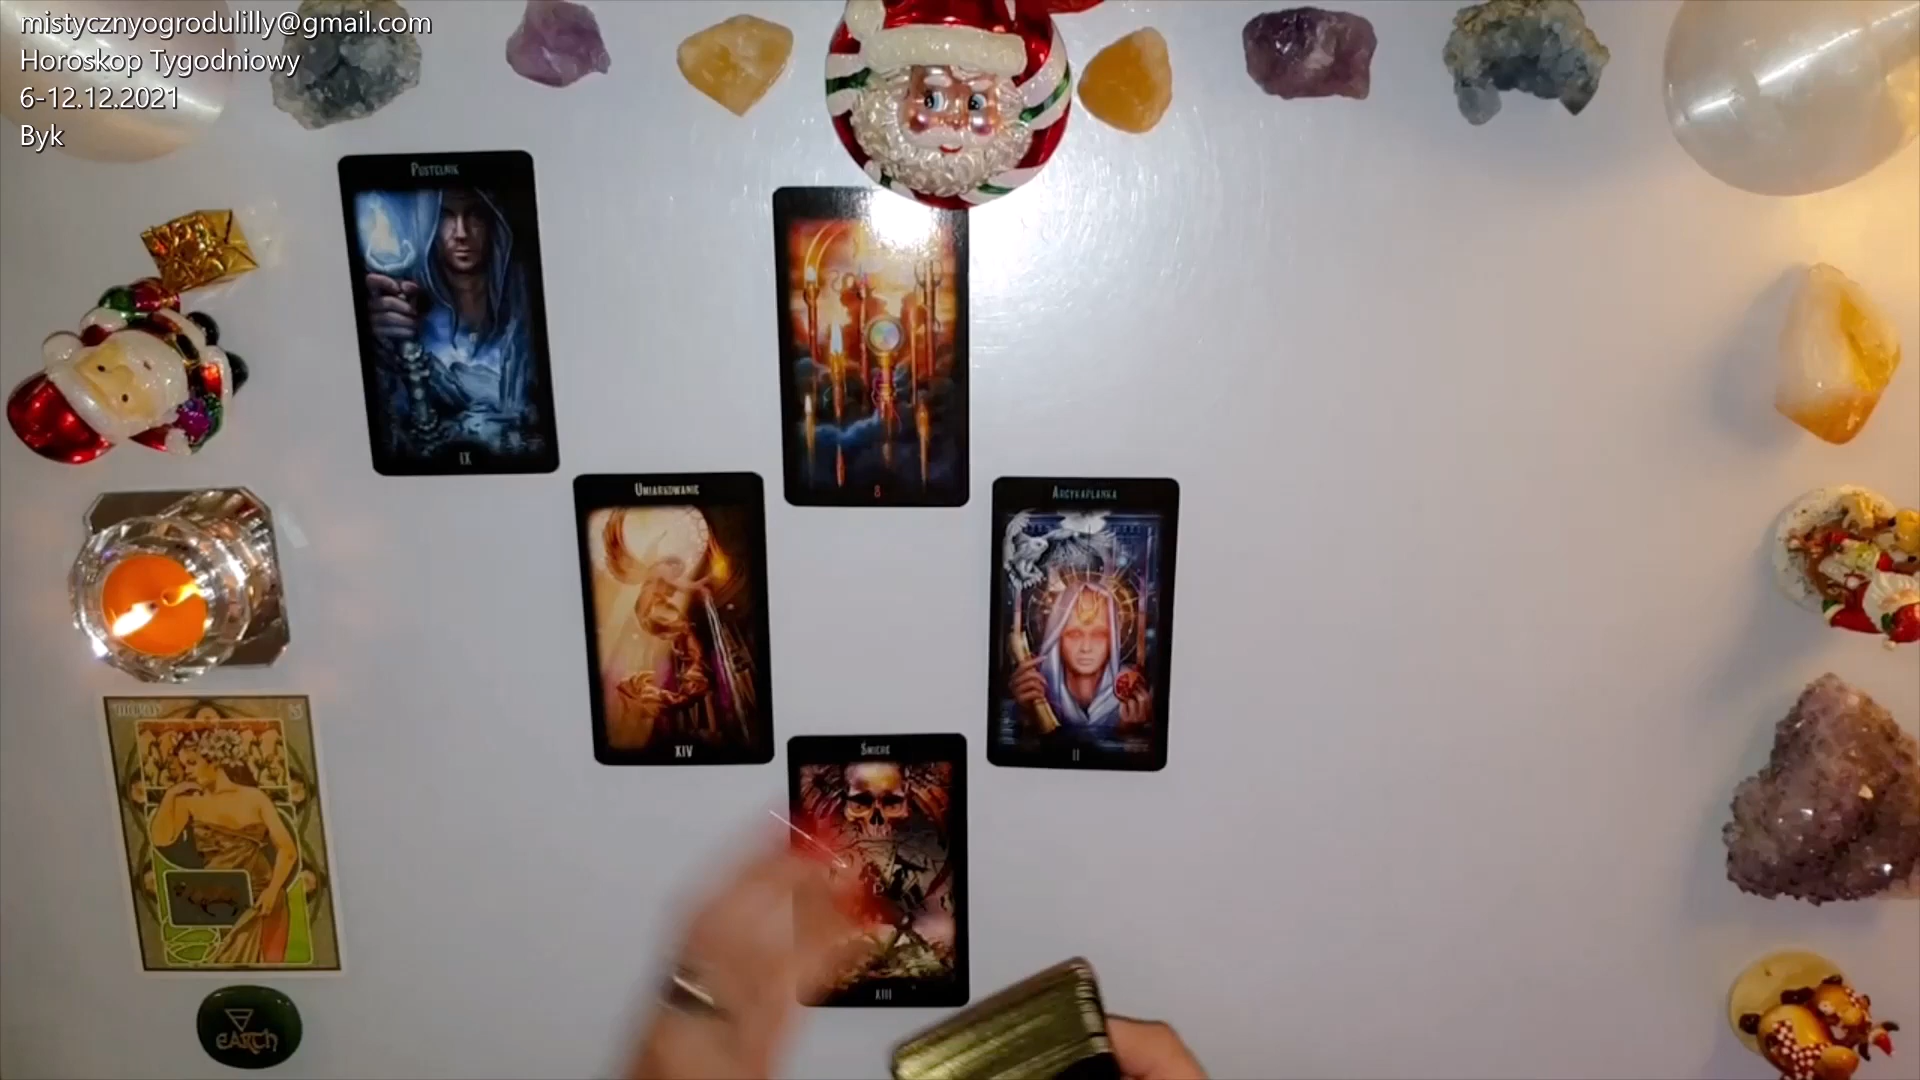 mistycznyogrodulilly@gmail.com
Horoskop Tygodniowy
6-12.12.2021
Byk
Pustelnik
IX
8
Umiarkowanie
XIV
Arcykapłanka
II
Śmierć
XIII
EARTH